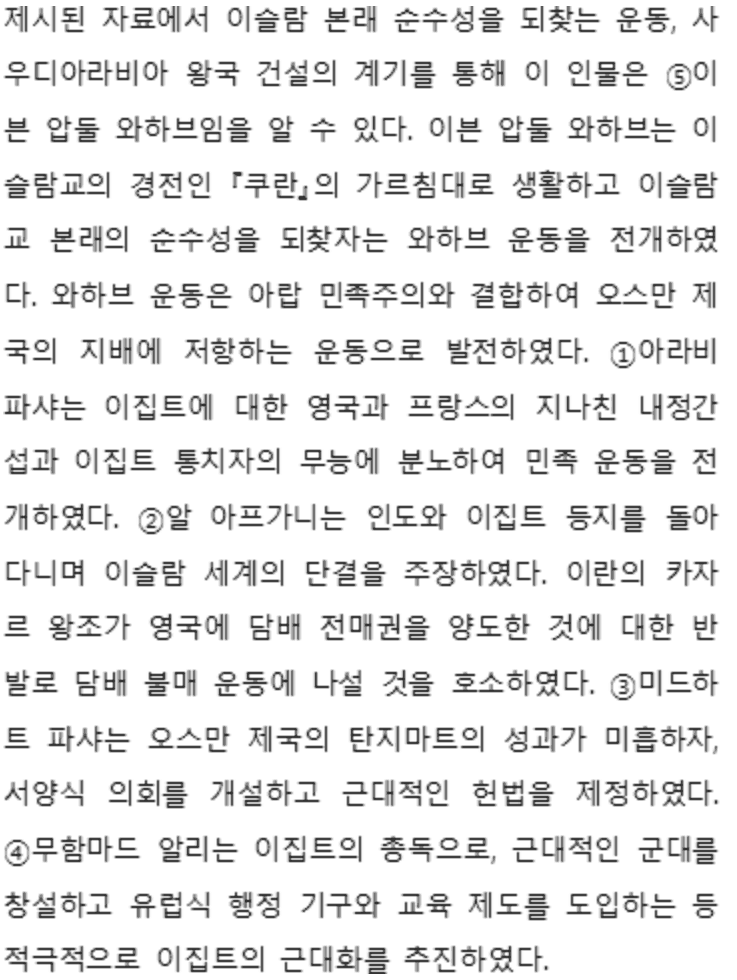 제시된 자료에서 이슬람 본래 순수성을 되찾는 운동, 사
우디아라비아 왕국 건설의 계기를 통해 이 인물은 ⑤이
븐 압둘 와하브임을 알 수 있다. 이븐 압둘 와하브는 이
슬람교의 경전인 『쿠란』의 가르침대로 생활하고 이슬람
교 본래의 순수성을 되찾자는 와하브 운동을 전개하였
다. 와하브 운동은 아랍 민족주의와 결합하여 오스만 제
국의 지배에 저항하는 운동으로 발전하였다. ①아라비
파샤는 이집트에 대한 영국과 프랑스의 지나친 내정간
섭과 이집트 통치자의 무능에 분노하여 민족 운동을 전
개하였다. ②알 아프가니는 인도와 이집트 등지를 돌아
다니며 이슬람 세계의 단결을 주장하였다. 이란의 카자
르 왕조가 영국에 담배 전매권을 양도한 것에 대한 반
발로 담배 불매 운동에 나설 것을 호소하였다. ③미드하
트 파샤는 오스만 제국의 탄지마트의 성과가 미흡하자,
서양식 의회를 개설하고 근대적인 헌법을 제정하였다.
④무함마드 알리는 이집트의 총독으로, 근대적인 군대를
창설하고 유럽식 행정 기구와 교육 제도를 도입하는 등
적극적으로 이집트의 근대화를 추진하였다.